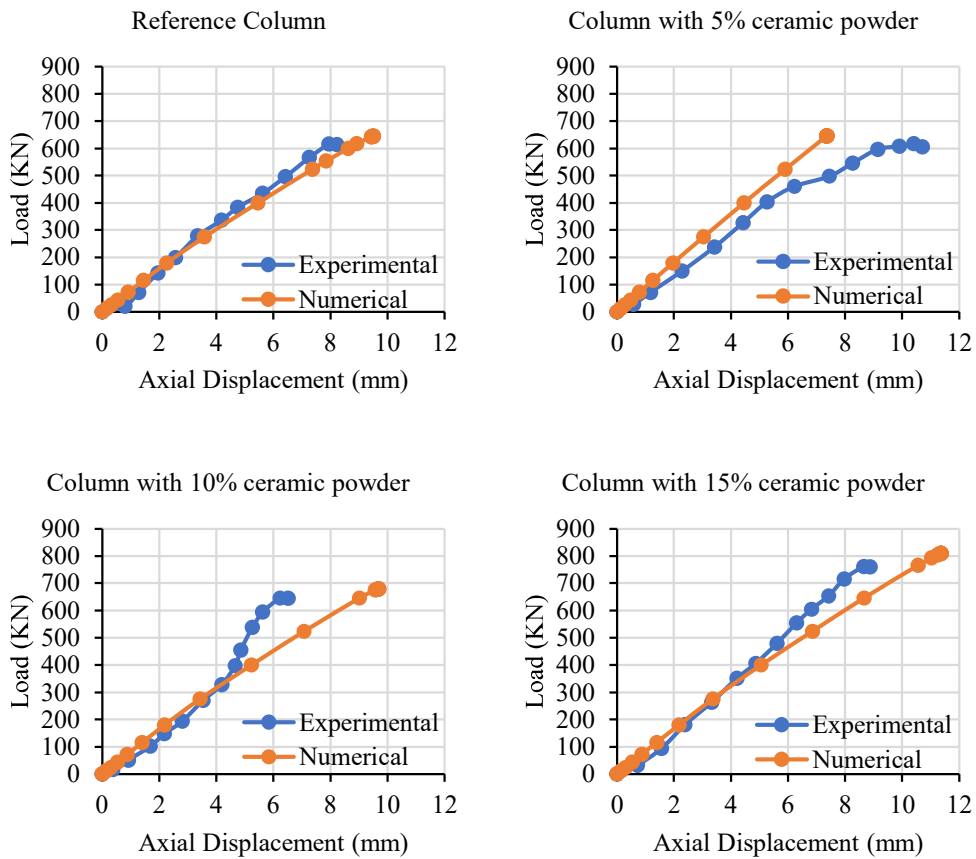 Reference Column
900
800
700
600
500
400
300
200
100
0
Load (KN)
Experimental
Numerical
0 2 4 6 8 10 12
Axial Displacement (mm)
Column with 5% ceramic powder
900
800
700
600
500
400
300
200
100
0
Load (KN)
Experimental
Numerical
0 2 4 6 8 10 12
Axial Displacement (mm)
Column with 10% ceramic powder
900
800
700
600
500
400
300
200
100
0
Load (KN)
Experimental
Numerical
0 2 4 6 8 10 12
Axial Displacement (mm)
Column with 15% ceramic powder
900
800
700
600
500
400
300
200
100
0
Load (KN)
Experimental
Numerical
0 2 4 6 8 10 12
Axial Displacement (mm)